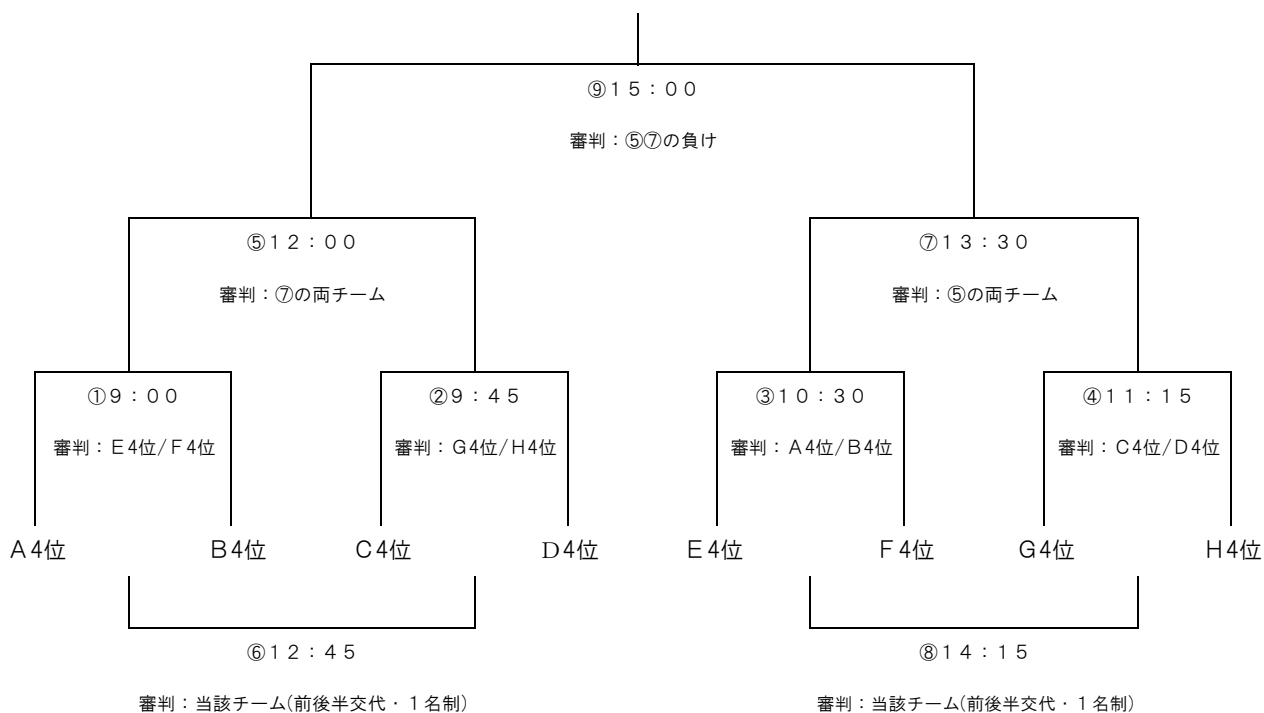 ⑨１５：００
審判：⑤⑦の負け
⑤１２：００
⑦１３：３０
審判：⑦の両チーム
審判：⑤の両チーム
①９：００
②９：４５
③１０：３０
④１１：１５
審判：Ｅ4位/Ｆ4位
審判：Ｇ4位/Ｈ4位
審判：Ａ4位/Ｂ4位
審判：Ｃ4位/Ｄ4位
Ａ4位
Ｂ4位
Ｃ4位
Ｄ4位
Ｅ4位
Ｆ4位
Ｇ4位
Ｈ4位
⑥１２：４５
⑧１４：１５
審判：当該チーム(前後半交代・１名制)
審判：当該チーム(前後半交代・１名制)